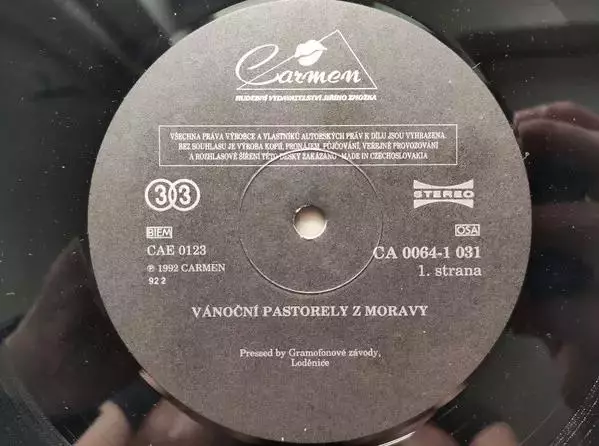 Carmen
HUDEBNÍ VYDAVATELSTVÍ JIŘÍHO ZMOŽKA
VŠECHNA PRÁVA VÝROBCE A VLASTNÍKŮ AUTORSKÝCH PRÁV K DÍLU JSOU VYHRAZENA.
BEZ SOUHLASU JE VÝROBA KOPIÍ, PRONÁJEM, PŮJČOVÁNÍ, VEŘEJNÉ PROVOZOVÁNÍ
A ROZHLASOVÉ ŠÍŘENÍ TÉTO DESKY ZAKÁZÁNO · MADE IN CZECHOSLOVAKIA
33
STEREO
BIEM
OSA
CAE 0123
CA 0064-1 031
℗ 1992 CARMEN
1. strana
92 2
VÁNOČNÍ PASTORELY Z MORAVY
Pressed by Gramofonové závody,
Loděnice